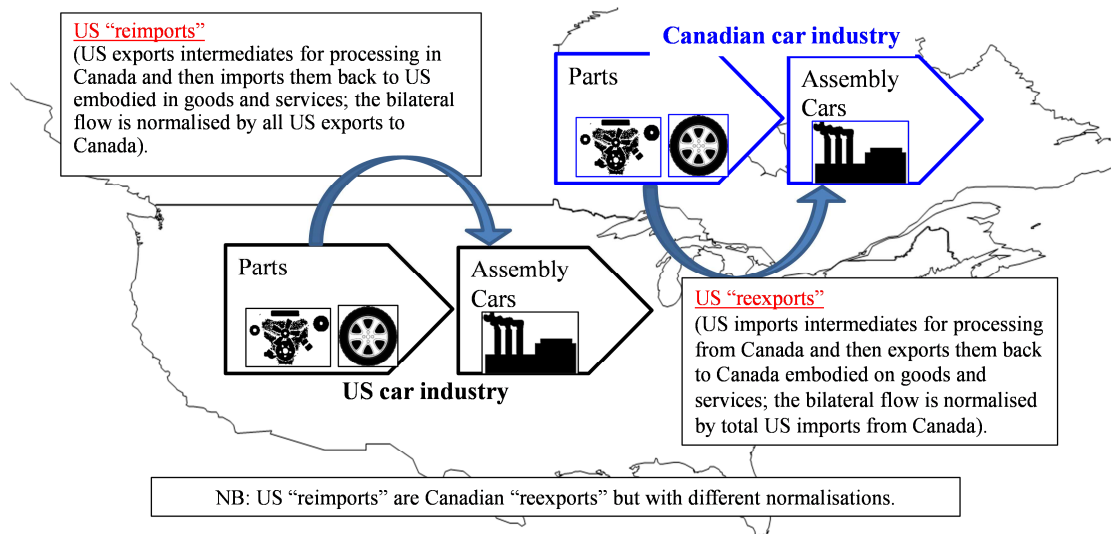 US “reimports”
(US exports intermediates for processing in
Canada and then imports them back to US
embodied in goods and services; the bilateral
flow is normalised by all US exports to
Canada).
Canadian car industry
Parts
Assembly
Cars
Parts
Assembly
Cars
US car industry
US “reexports”
(US imports intermediates for processing
from Canada and then exports them back
to Canada embodied on goods and
services; the bilateral flow is normalised
by total US imports from Canada).
NB: US “reimports” are Canadian “reexports” but with different normalisations.